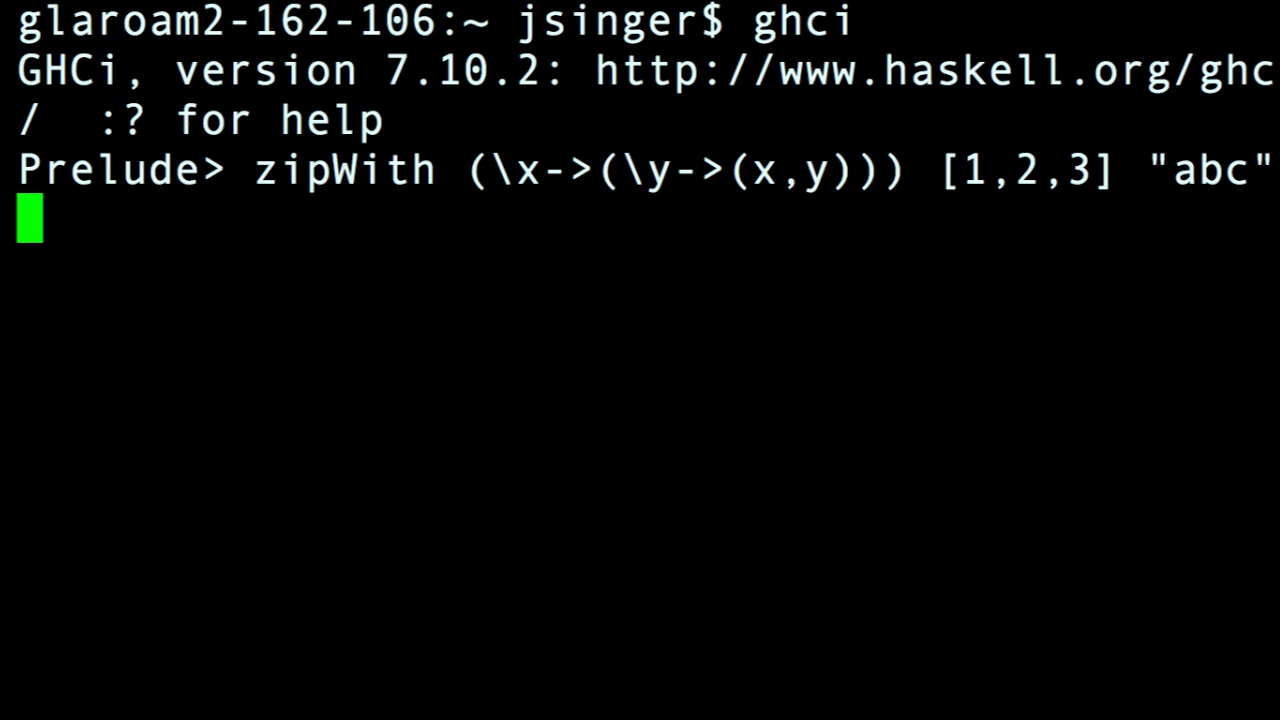 glaroam2-162-106:~ jsinger$ ghci
GHCi, version 7.10.2: http://www.haskell.org/ghc
/  :? for help
Prelude> zipWith (\x->(\y->(x,y))) [1,2,3] "abc"